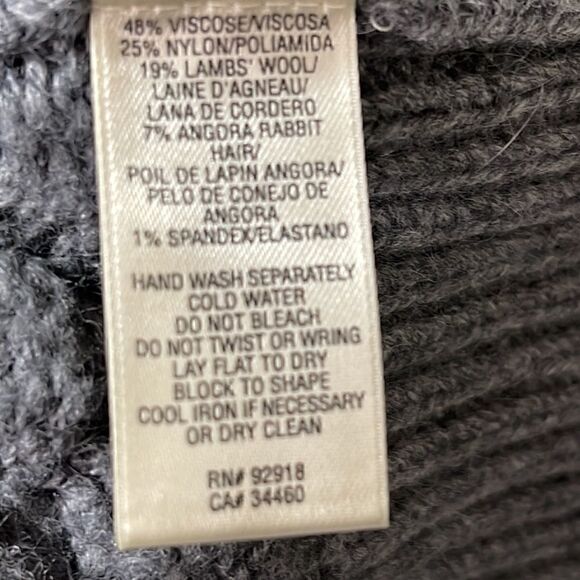 48% VISCOSE/VISCOSA
25% NYLON/POLIAMIDA
19% LAMBS' WOOL/
LAINE D'AGNEAU/
LANA DE CORDERO
7% ANGORA RABBIT
HAIR/
POIL DE LAPIN ANGORA/
PELO DE CONEJO DE
ANGORA
1% SPANDEX/ELASTANO
HAND WASH SEPARATELY
COLD WATER
DO NOT BLEACH
DO NOT TWIST OR WRING
LAY FLAT TO DRY
BLOCK TO SHAPE
COOL IRON IF NECESSARY
OR DRY CLEAN
RN# 92918
CA# 34460